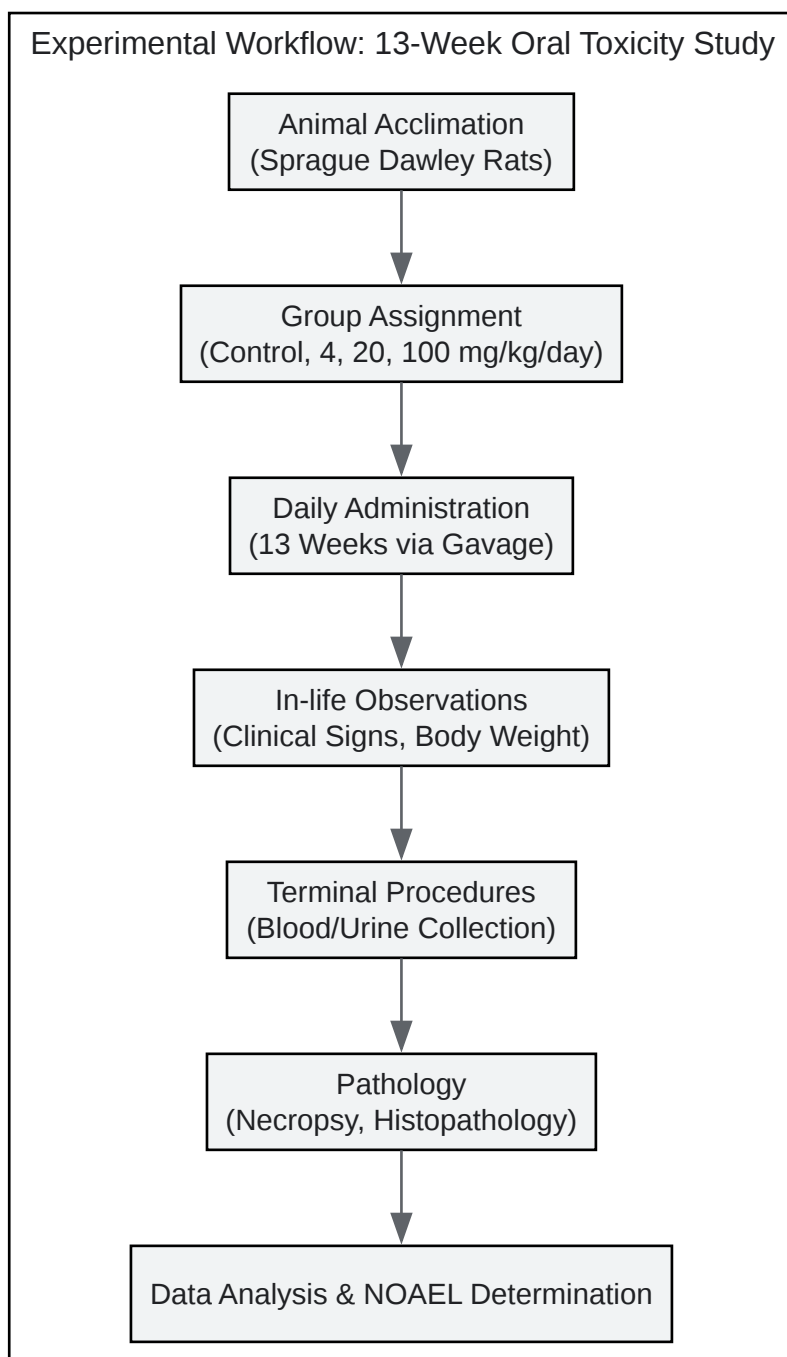 Experimental Workflow: 13-Week Oral Toxicity Study
Animal Acclimation
(Sprague Dawley Rats)
Group Assignment
(Control, 4, 20, 100 mg/kg/day)
Daily Administration
(13 Weeks via Gavage)
In-life Observations
(Clinical Signs, Body Weight)
Terminal Procedures
(Blood/Urine Collection)
Pathology
(Necropsy, Histopathology)
Data Analysis & NOAEL Determination